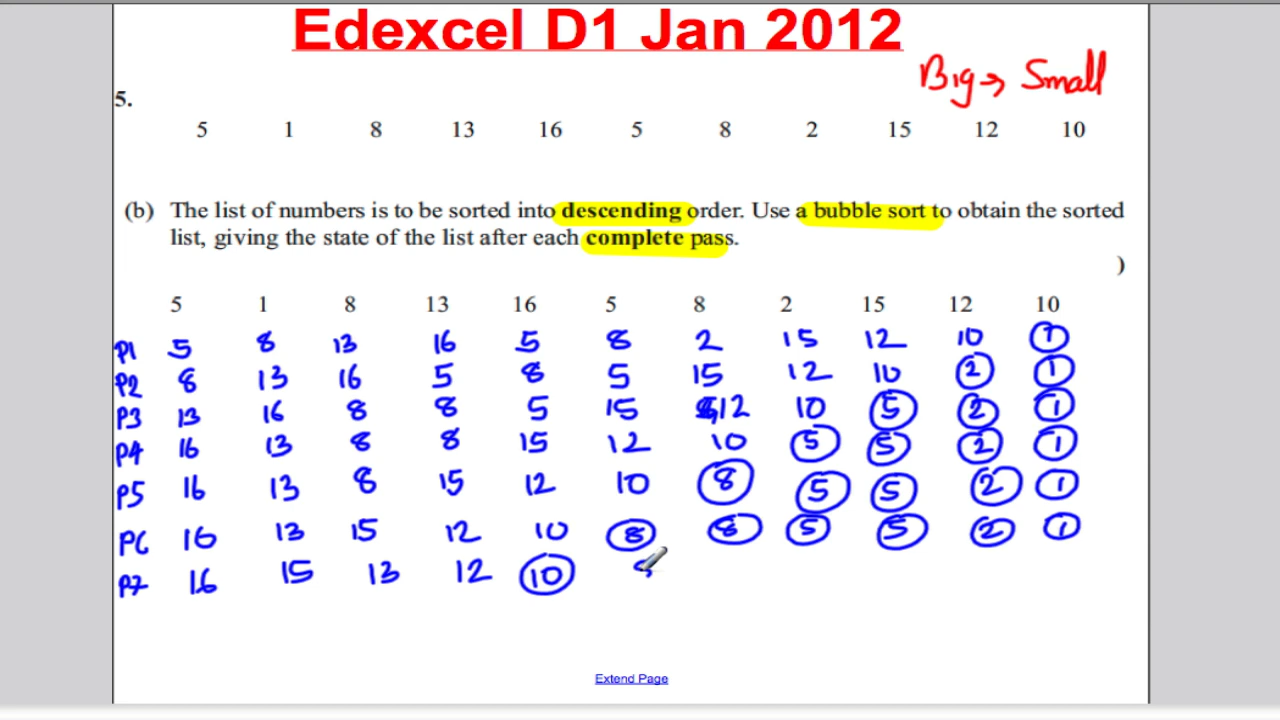 Edexcel D1 Jan 2012
Big → Small
5.
5 1 8 13 16 5 8 2 15 12 10
(b) The list of numbers is to be sorted into descending order. Use a bubble sort to obtain the sorted
list, giving the state of the list after each complete pass.
)
5 1 8 13 16 5 8 2 15 12 10
P1 5 8 13 16 5 8 2 15 12 10 1
P2 8 13 16 5 8 5 15 12 10 2 1
P3 13 16 8 8 5 15 12 10 5 2 1
P4 16 13 8 8 15 12 10 5 5 2 1
P5 16 13 8 15 12 10 8 5 5 2 1
P6 16 13 15 12 10 8 8 5 5 2 1
P7 16 15 13 12 10
Extend Page